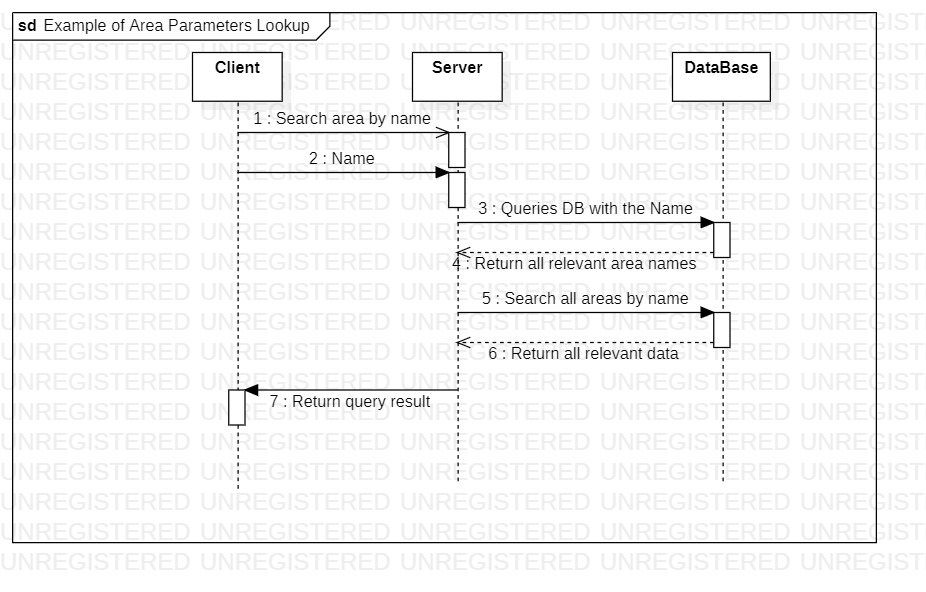 sd Example of Area Parameters Lookup
Client
Server
DataBase
1 : Search area by name
2 : Name
3 : Queries DB with the Name
4 : Return all relevant area names
5 : Search all areas by name
6 : Return all relevant data
7 : Return query result
UNREGISTERED UNREGISTERED UNREGISTERED UNREGISTERED UNREGIST